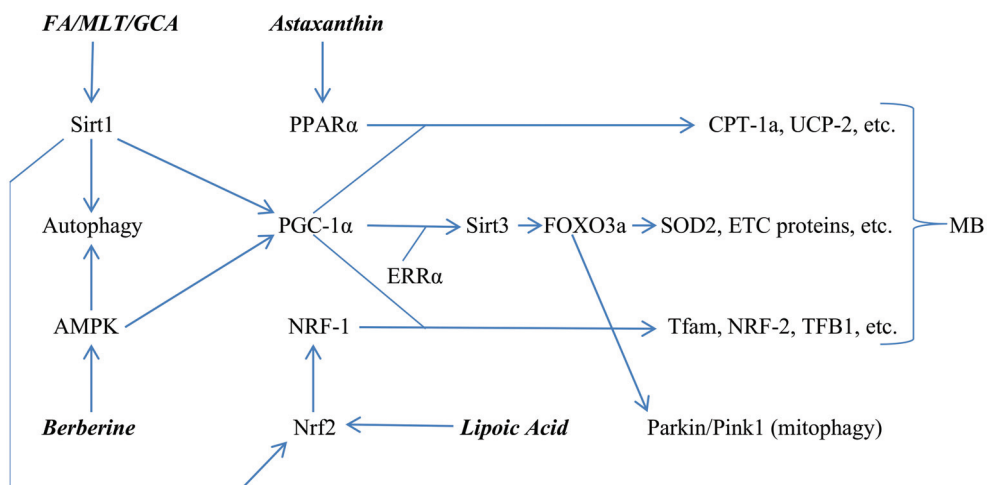 FA/MLT/GCA Astaxanthin
Sirt1 PPARα CPT-1a, UCP-2, etc.
Autophagy PGC-1α Sirt3 FOXO3a SOD2, ETC proteins, etc. MB
ERRα
AMPK NRF-1 Tfam, NRF-2, TFB1, etc.
Berberine Nrf2 Lipoic Acid Parkin/Pink1 (mitophagy)